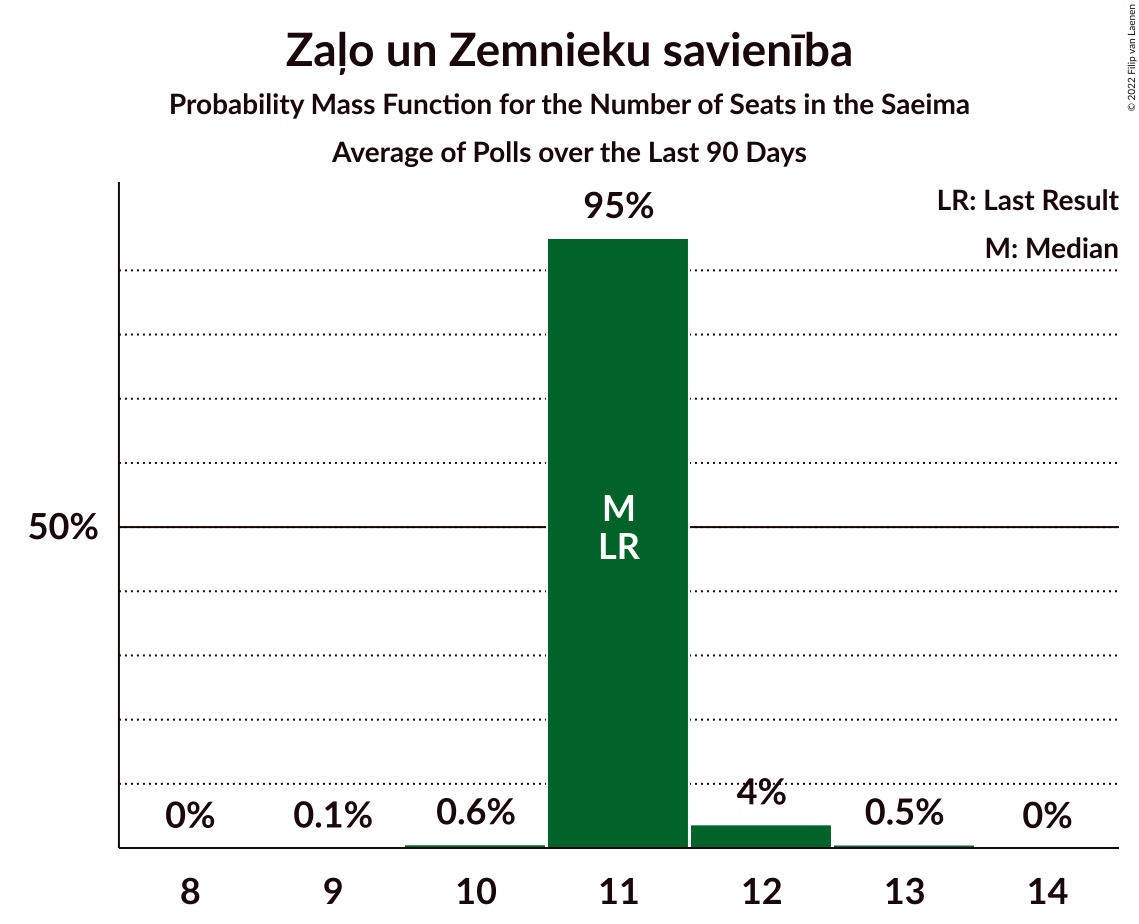 Zaļo un Zemnieku savienība
Probability Mass Function for the Number of Seats in the Saeima
Average of Polls over the Last 90 Days
© 2022 Filip van Laenen
LR: Last Result
M: Median
95%
50%
M
LR
0%
0.1%
0.6%
4%
0.5%
0%
8 9 10 11 12 13 14